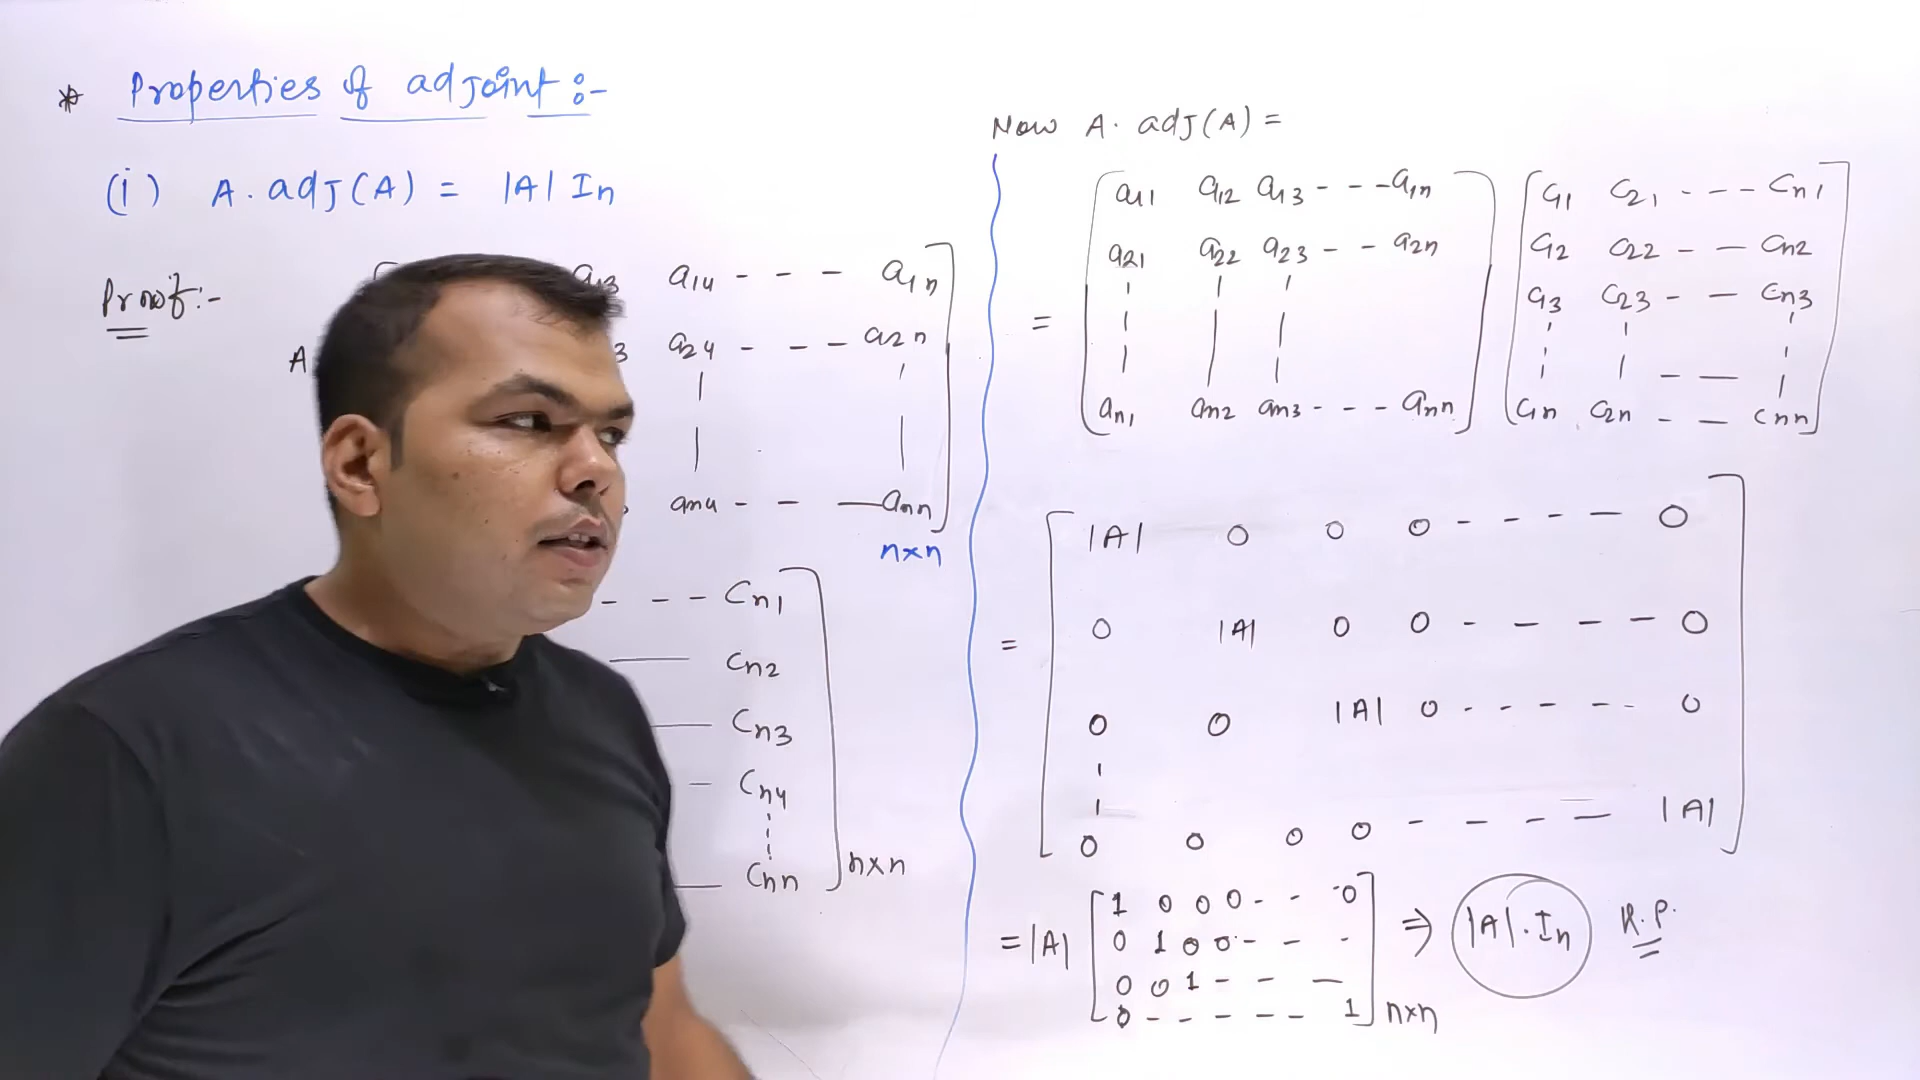 * Properties of adjoint :-
(i) A. adj(A) = |A| In
Proof:-
A
a13 a14 - - - a1n
3 a24 - - - a2n
an4 - - — ann
n×n
- - - Cn1
—— Cn2
—— Cn3
— Cn4
—— Cnn
n×n
Now A. adj(A) =
= [a11 a12 a13 - - - a1n] [C11 C21 - - - Cn1]
[a21 a22 a23 - - a2n] [C12 C22 - - Cn2]
[C13 C23 - - Cn3]
[an1 an2 an3 - - - ann] [C1n C2n - - Cnn]
= [|A| 0 0 0 - - - - 0]
[0 |A| 0 0 - - - - 0]
[0 0 |A| 0 - - - - - 0]
[0 0 0 0 - - - = |A|]
= |A| [1 0 0 0 - - 0] ⇒ |A|.In R.P.
[0 1 0 0 - - -]
[0 0 1 - - —]
[0 - - - - - 1] n×n